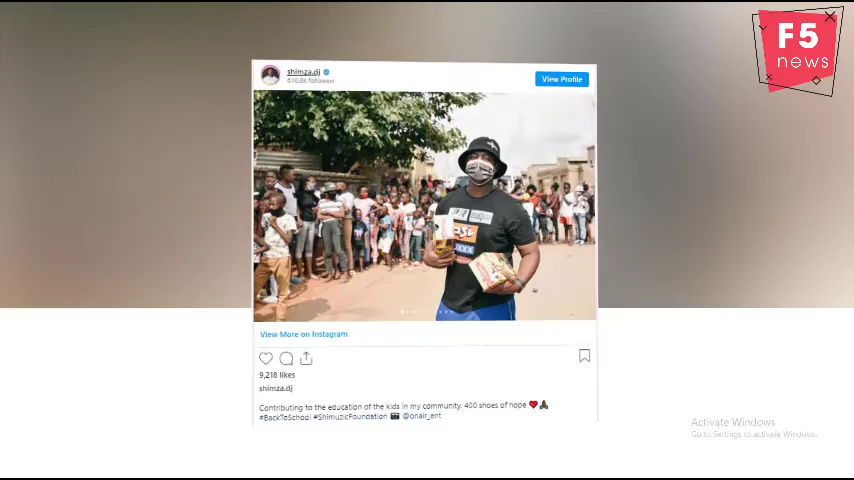 F5
news
shimza.dj
618.8k followers
View Profile
View More on Instagram
9,218 likes
shimza.dj
Contributing to the education of the kids in my community. 400 shoes of hope ❤️🙏🏿
#BackToSchool #ShimuzicFoundation 📷 @onair_ent
Activate Windows
Go to Settings to activate Windows.